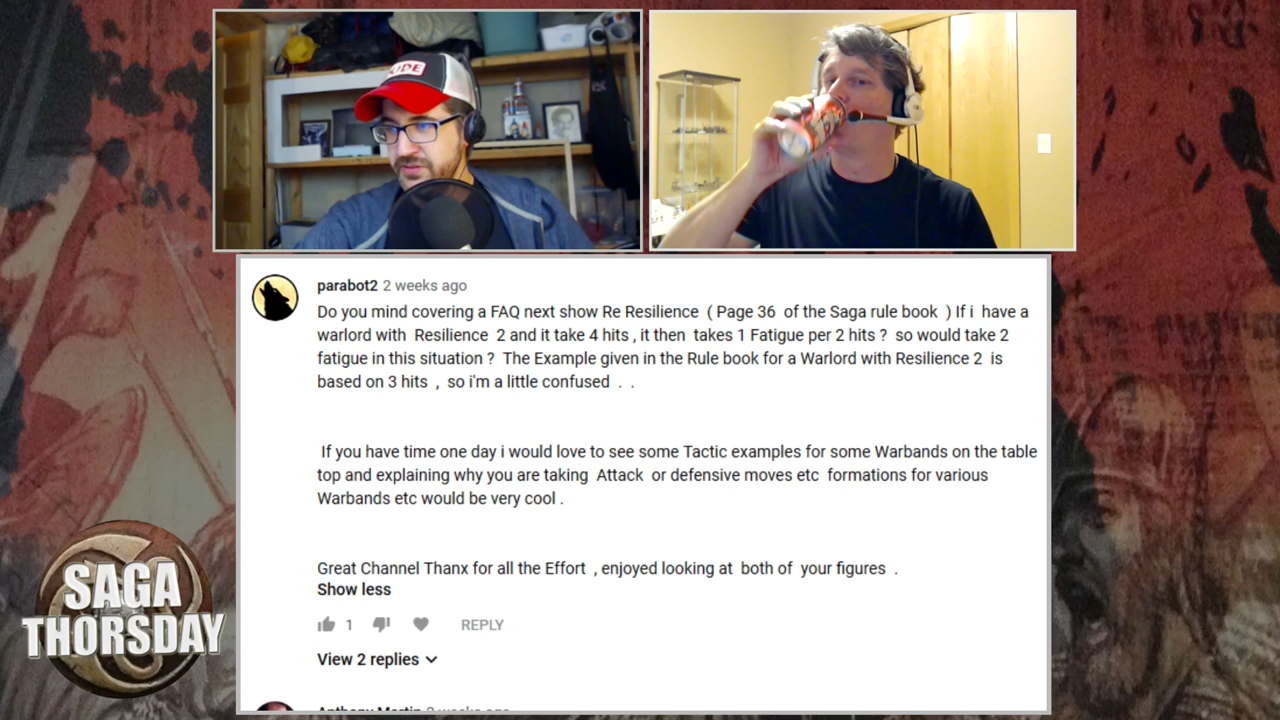 UDE
parabot2 2 weeks ago
Do you mind covering a FAQ next show Re Resilience ( Page 36 of the Saga rule book ) If i have a
warlord with Resilience 2 and it take 4 hits , it then takes 1 Fatigue per 2 hits ? so would take 2
fatigue in this situation ? The Example given in the Rule book for a Warlord with Resilience 2 is
based on 3 hits , so i'm a little confused . .
If you have time one day i would love to see some Tactic examples for some Warbands on the table
top and explaining why you are taking Attack or defensive moves etc formations for various
Warbands etc would be very cool .
Great Channel Thanx for all the Effort , enjoyed looking at both of your figures .
Show less
1 REPLY
View 2 replies
Anthony Martin 2 weeks ago
SAGA
THORSDAY